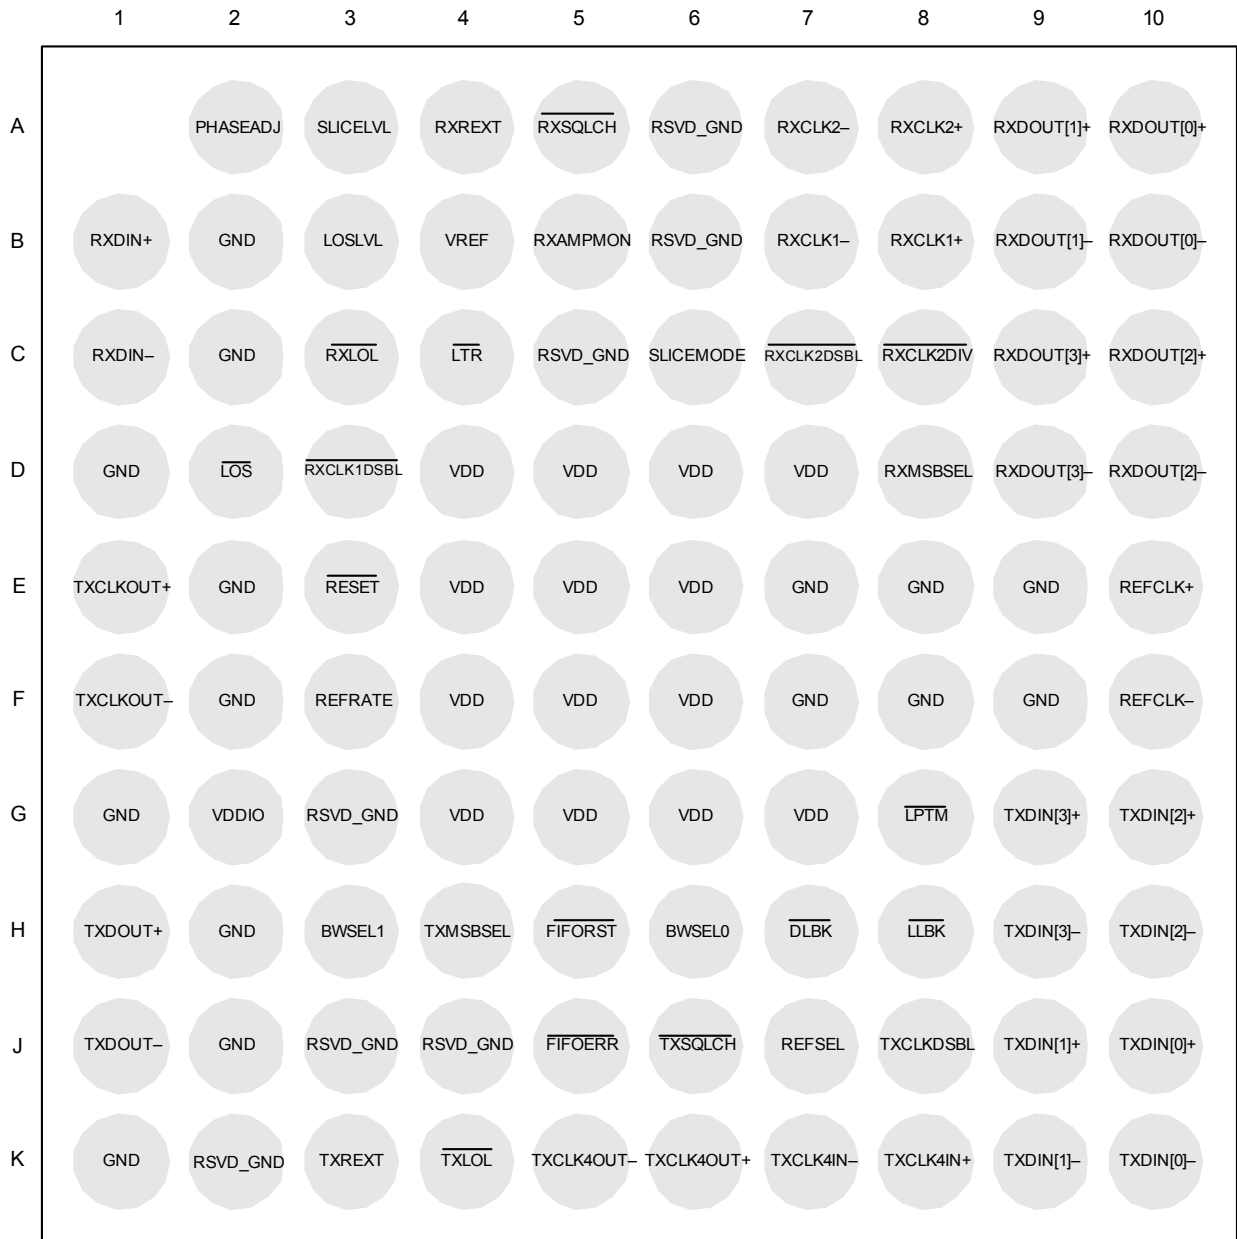 1 2 3 4 5 6 7 8 9 10
A PHASEADJ SLICELVL RXREXT RXSQLCH RSVD_GND RXCLK2– RXCLK2+ RXDOUT[1]+ RXDOUT[0]+
B RXDIN+ GND LOSLVL VREF RXAMPMON RSVD_GND RXCLK1– RXCLK1+ RXDOUT[1]– RXDOUT[0]–
C RXDIN– GND RXLOL LTR RSVD_GND SLICEMODE RXCLK2DSBL RXCLK2DIV RXDOUT[3]+ RXDOUT[2]+
D GND LOS RXCLK1DSBL VDD VDD VDD VDD RXMSBSEL RXDOUT[3]– RXDOUT[2]–
E TXCLKOUT+ GND RESET VDD VDD VDD GND GND GND REFCLK+
F TXCLKOUT– GND REFRATE VDD VDD VDD GND GND GND REFCLK–
G GND VDDIO RSVD_GND VDD VDD VDD VDD LPTM TXDIN[3]+ TXDIN[2]+
H TXDOUT+ GND BWSEL1 TXMSBSEL FIFORST BWSEL0 DLBK LLBK TXDIN[3]– TXDIN[2]–
J TXDOUT– GND RSVD_GND RSVD_GND FIFOERR TXSQLCH REFSEL TXCLKDSBL TXDIN[1]+ TXDIN[0]+
K GND RSVD_GND TXREXT TXLOL TXCLK4OUT– TXCLK4OUT+ TXCLK4IN– TXCLK4IN+ TXDIN[1]– TXDIN[0]–